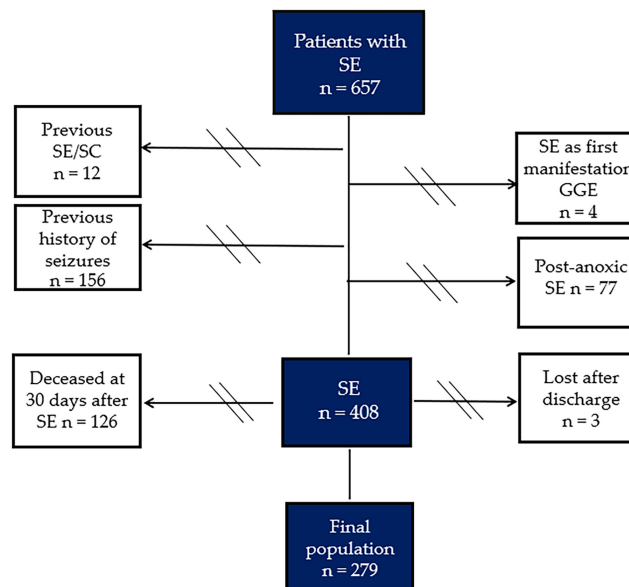 Patients with
SE
n = 657
Previous
SE/SC
n = 12
SE as first
manifestation
GGE
n = 4
Previous
history of
seizures
n = 156
Post-anoxic
SE n = 77
Deceased at
30 days after
SE n = 126
SE
n = 408
Lost after
discharge
n = 3
Final
population
n = 279